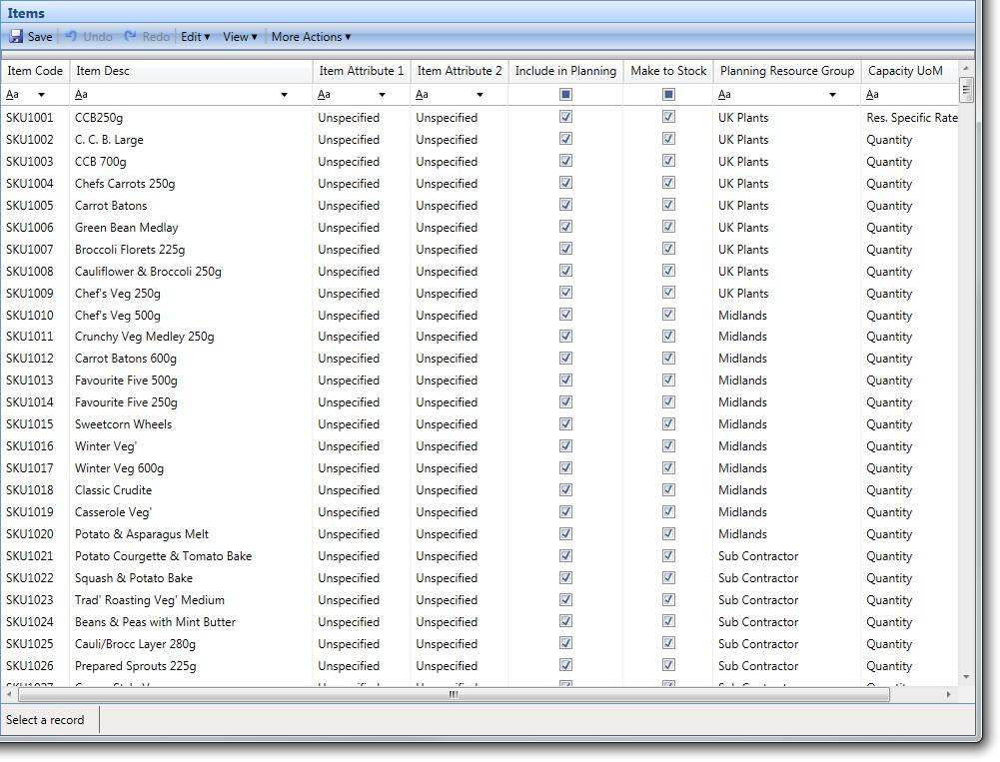 Items
Save Undo Redo Edit View More Actions
Item Code Item Desc Item Attribute 1 Item Attribute 2 Include in Planning Make to Stock Planning Resource Group Capacity UoM
Aa Aa Aa Aa Aa Aa
SKU1001 CCB250g Unspecified Unspecified UK Plants Res. Specific Rate
SKU1002 C. C. B. Large Unspecified Unspecified UK Plants Quantity
SKU1003 CCB 700g Unspecified Unspecified UK Plants Quantity
SKU1004 Chefs Carrots 250g Unspecified Unspecified UK Plants Quantity
SKU1005 Carrot Batons Unspecified Unspecified UK Plants Quantity
SKU1006 Green Bean Medlay Unspecified Unspecified UK Plants Quantity
SKU1007 Broccoli Florets 225g Unspecified Unspecified UK Plants Quantity
SKU1008 Cauliflower & Broccoli 250g Unspecified Unspecified UK Plants Quantity
SKU1009 Chef's Veg 250g Unspecified Unspecified UK Plants Quantity
SKU1010 Chef's Veg 500g Unspecified Unspecified Midlands Quantity
SKU1011 Crunchy Veg Medley 250g Unspecified Unspecified Midlands Quantity
SKU1012 Carrot Batons 600g Unspecified Unspecified Midlands Quantity
SKU1013 Favourite Five 500g Unspecified Unspecified Midlands Quantity
SKU1014 Favourite Five 250g Unspecified Unspecified Midlands Quantity
SKU1015 Sweetcorn Wheels Unspecified Unspecified Midlands Quantity
SKU1016 Winter Veg' Unspecified Unspecified Midlands Quantity
SKU1017 Winter Veg 600g Unspecified Unspecified Midlands Quantity
SKU1018 Classic Crudite Unspecified Unspecified Midlands Quantity
SKU1019 Casserole Veg' Unspecified Unspecified Midlands Quantity
SKU1020 Potato & Asparagus Melt Unspecified Unspecified Midlands Quantity
SKU1021 Potato Courgette & Tomato Bake Unspecified Unspecified Sub Contractor Quantity
SKU1022 Squash & Potato Bake Unspecified Unspecified Sub Contractor Quantity
SKU1023 Trad' Roasting Veg' Medium Unspecified Unspecified Sub Contractor Quantity
SKU1024 Beans & Peas with Mint Butter Unspecified Unspecified Sub Contractor Quantity
SKU1025 Cauli/Brocc Layer 280g Unspecified Unspecified Sub Contractor Quantity
SKU1026 Prepared Sprouts 225g Unspecified Unspecified Sub Contractor Quantity
Select a record